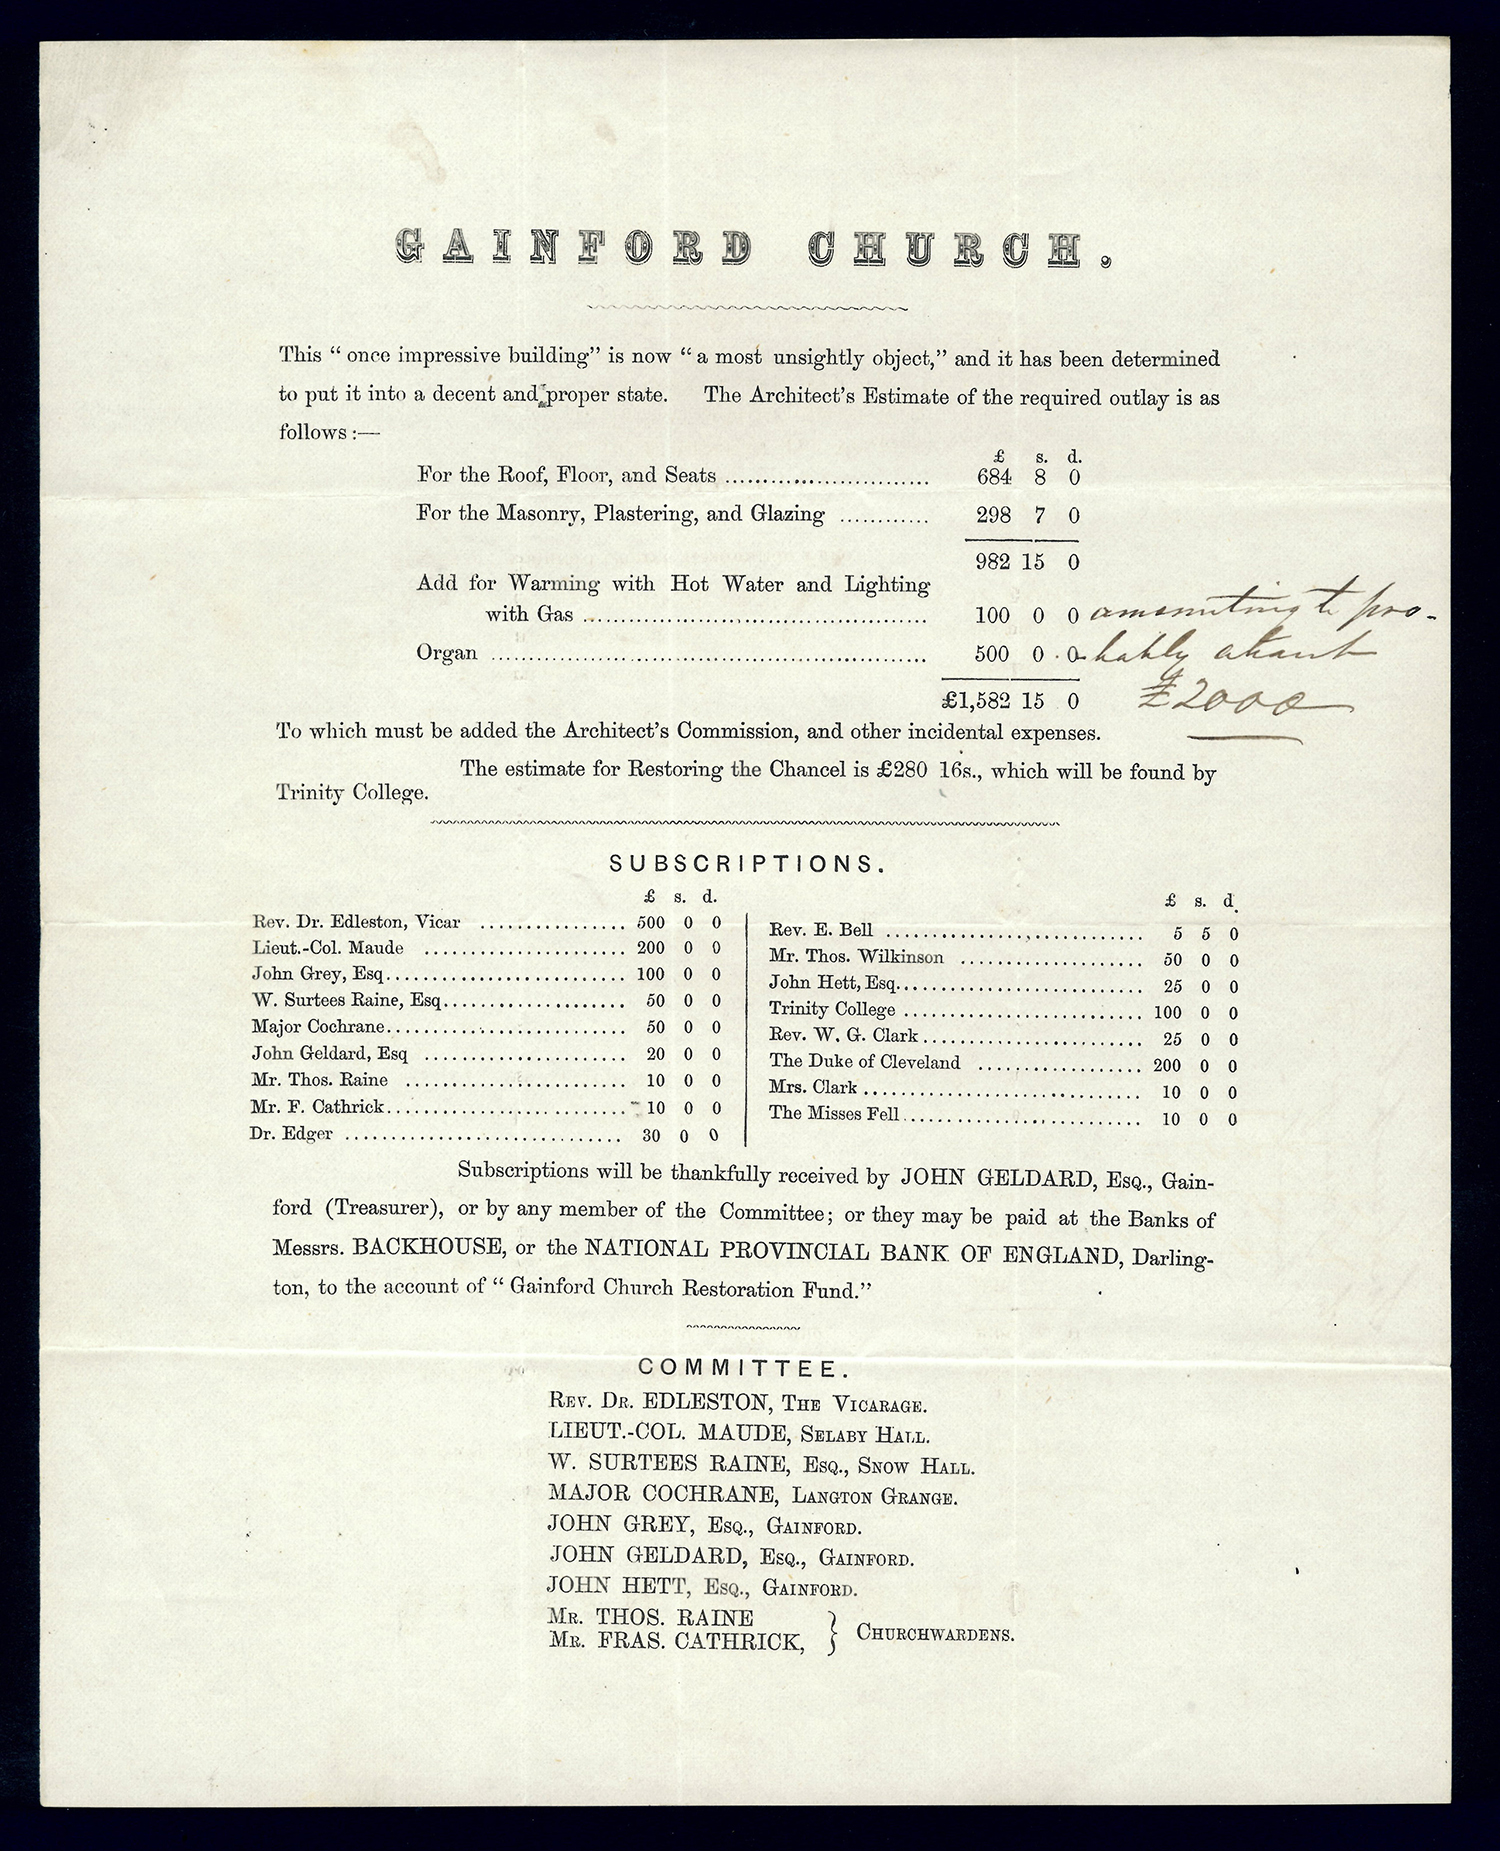 GAINFORD CHURCH.
This “ once impressive building” is now “ a most unsightly object,” and it has been determined
to put it into a decent and proper state. The Architect’s Estimate of the required outlay is as
follows :—
£ s. d.
For the Roof, Floor, and Seats ........................... 684 8 0
For the Masonry, Plastering, and Glazing ............ 298 7 0
982 15 0
Add for Warming with Hot Water and Lighting
with Gas ............................................. 100 0 0 amounting to pro-
Organ ......................................................... 500 0 0 bably about
£1,582 15 0 £2000
To which must be added the Architect’s Commission, and other incidental expenses.
The estimate for Restoring the Chancel is £280 16s., which will be found by
Trinity College.
SUBSCRIPTIONS.
£ s. d.
Rev. Dr. Edleston, Vicar ................ 500 0 0
Lieut.-Col. Maude ...................... 200 0 0
John Grey, Esq.......................... 100 0 0
W. Surtees Raine, Esq.................... 50 0 0
Major Cochrane.......................... 50 0 0
John Geldard, Esq ...................... 20 0 0
Mr. Thos. Raine ........................ 10 0 0
Mr. F. Cathrick.......................... 10 0 0
Dr. Edger .............................. 30 0 0
£ s. d.
Rev. E. Bell ............................ 5 5 0
Mr. Thos. Wilkinson .................... 50 0 0
John Hett, Esq........................... 25 0 0
Trinity College .......................... 100 0 0
Rev. W. G. Clark........................ 25 0 0
The Duke of Cleveland .................. 200 0 0
Mrs. Clark .............................. 10 0 0
The Misses Fell.......................... 10 0 0
Subscriptions will be thankfully received by JOHN GELDARD, Esq., Gain-
ford (Treasurer), or by any member of the Committee; or they may be paid at the Banks of
Messrs. BACKHOUSE, or the NATIONAL PROVINCIAL BANK OF ENGLAND, Darling-
ton, to the account of “ Gainford Church Restoration Fund.”
COMMITTEE.
Rev. Dr. EDLESTON, The Vicarage.
LIEUT.-COL. MAUDE, Selaby Hall.
W. SURTEES RAINE, Esq., Snow Hall.
MAJOR COCHRANE, Langton Grange.
JOHN GREY, Esq., Gainford.
JOHN GELDARD, Esq., Gainford.
JOHN HETT, Esq., Gainford.
Mr. THOS. RAINE
Mr. FRAS. CATHRICK, } Churchwardens.